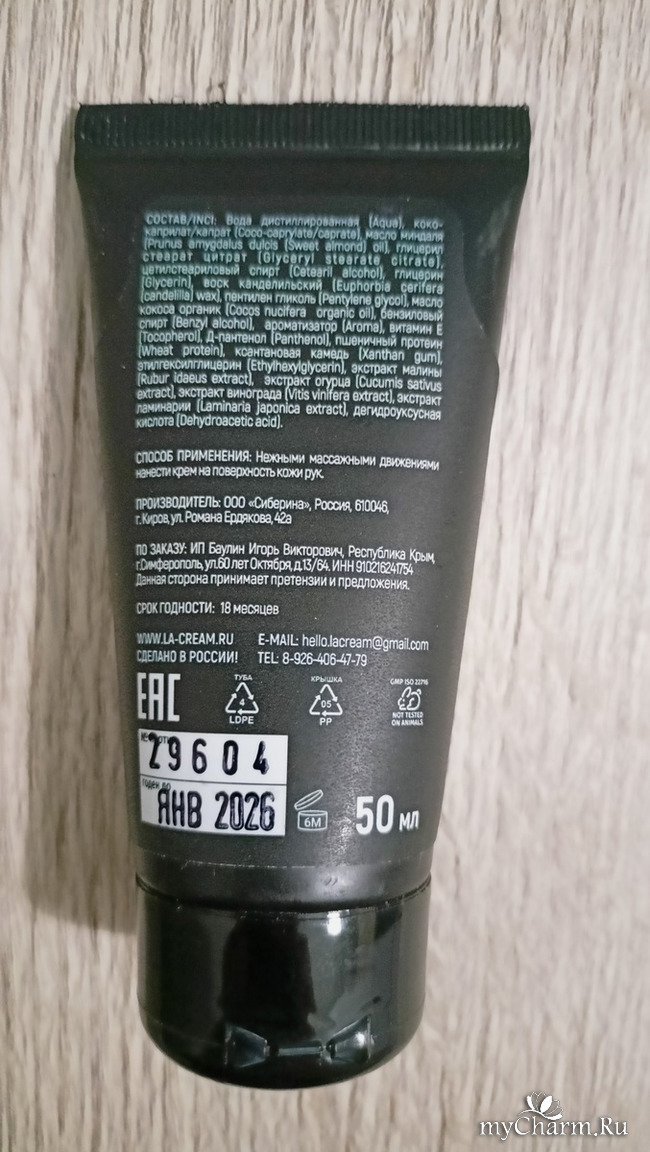 СОСТАВ/INCI: Вода дистиллированная (Aqua), коко-
каприлат/капрат (Coco-caprylate/caprate), масло миндаля
(Prunus amygdalus dulcis (Sweet almond) oil), глицерил
стеарат цитрат (Glyceryl stearate citrate),
цетилстеариловый спирт (Cetearil alcohol), глицерин
(Glycerin), воск канделильский (Euphorbia cerifera
(candelilla) wax), пентилен гликоль (Pentylene glycol), масло
кокоса органик (Cocos nucifera organic oil), бензиловый
спирт (Benzyl alcohol), ароматизатор (Aroma), витамин Е
(Tocopherol), Д-пантенол (Panthenol), пшеничный протеин
(Wheat protein), ксантановая камедь (Xanthan gum),
этилгексилглицерин (Ethylhexylglycerin), экстракт малины
(Rubur idaeus extract), экстракт огурца (Cucumis sativus
extract), экстракт винограда (Vitis vinifera extract), экстракт
ламинарии (Laminaria japonica extract), дегидроуксусная
кислота (Dehydroacetic acid).
СПОСОБ ПРИМЕНЕНИЯ: Нежными массажными движениями
нанести крем на поверхность кожи рук.
ПРОИЗВОДИТЕЛЬ: ООО «Сиберина», Россия, 610046,
г. Киров, ул. Романа Ердякова, 42а
ПО ЗАКАЗУ: ИП Баулин Игорь Викторович, Республика Крым,
г.Симферополь, ул.60 лет Октября, д.13/64. ИНН 910216241754
Данная сторона принимает претензии и предложения.
СРОК ГОДНОСТИ: 18 месяцев
WWW.LA-CREAM.RU E-MAIL: hello.lacream@gmail.com
СДЕЛАНО В РОССИИ! TEL: 8-926-406-47-79
EAC
ТУБА
4
LDPE
КРЫШКА
05
PP
GMP ISO 22716
NOT TESTED
ON ANIMALS
29604
годен до
ЯНВ 2026
6M
50 мл
myCharm.Ru